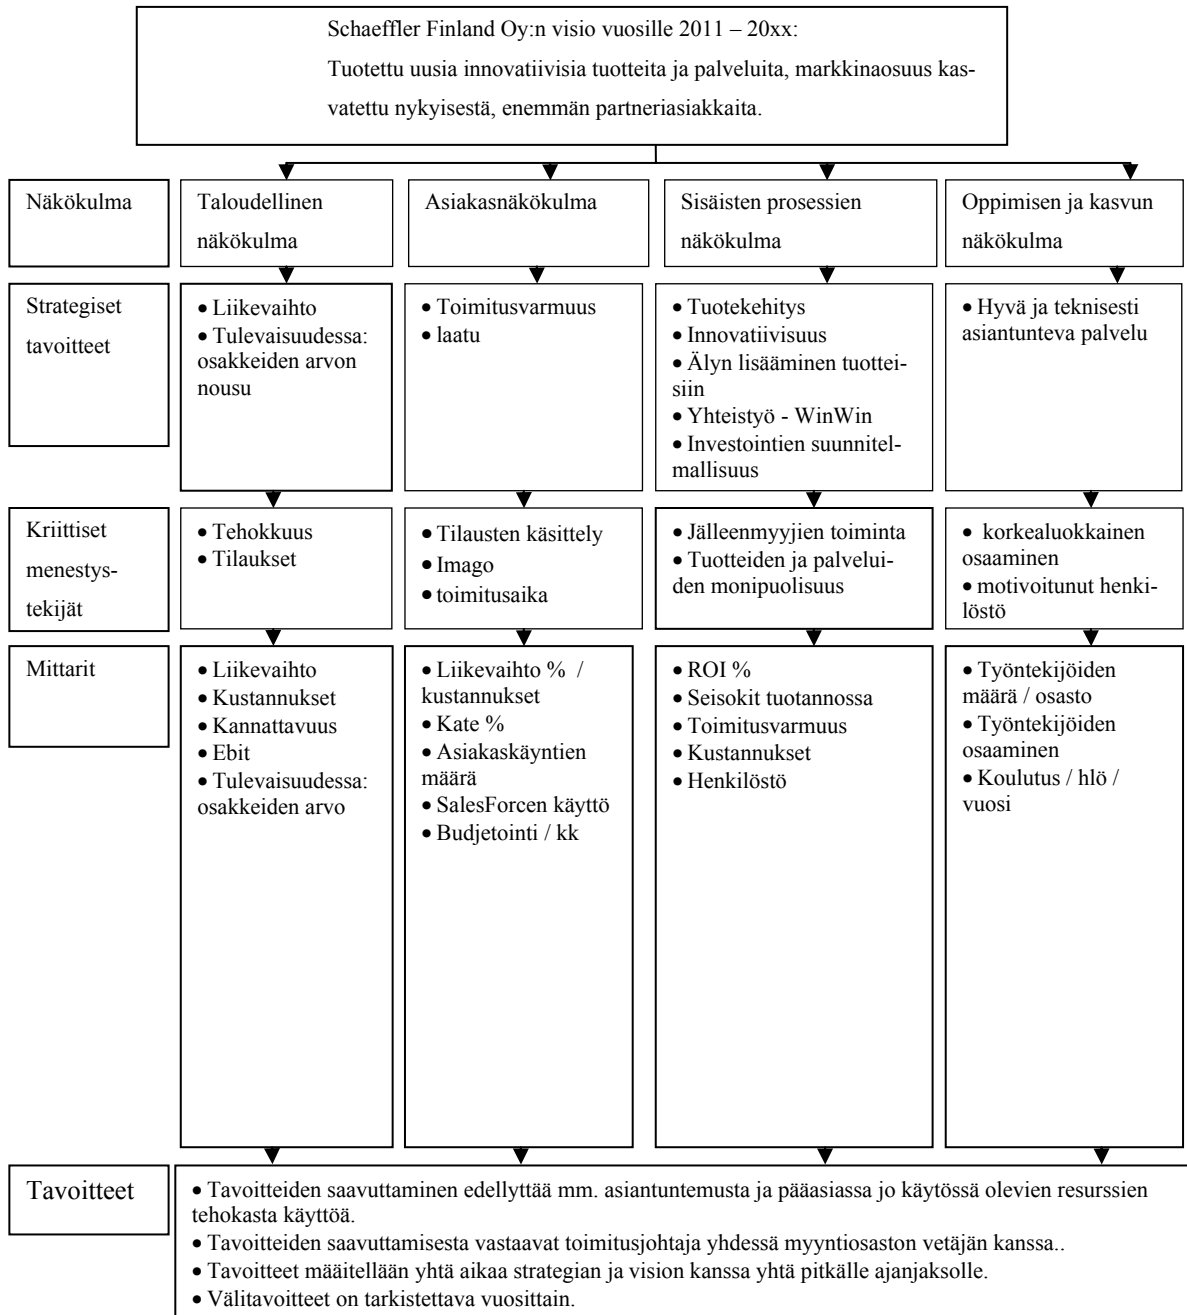 Schaeffler Finland Oy:n visio vuosille 2011 – 20xx:
Tuotettu uusia innovatiivisia tuotteita ja palveluita, markkinaosuus kas-
vatettu nykyisestä, enemmän partneriasiakkaita.
Näkökulma
Taloudellinen
näkökulma
Asiakasnäkökulma
Sisäisten prosessien
näkökulma
Oppimisen ja kasvun
näkökulma
Strategiset
tavoitteet
• Liikevaihto
• Tulevaisuudessa:
osakkeiden arvon
nousu
• Toimitusvarmuus
• laatu
• Tuotekehitys
• Innovatiivisuus
• Älyn lisääminen tuottei-
siin
• Yhteistyö - WinWin
• Investointien suunnitel-
mallisuus
• Hyvä ja teknisesti
asiantunteva palvelu
Kriittiset
menestys-
tekijät
• Tehokkuus
• Tilaukset
• Tilausten käsittely
• Imago
• toimitusaika
• Jälleenmyyjien toiminta
• Tuotteiden ja palvelui-
den monipuolisuus
• korkealuokkainen
osaaminen
• motivoitunut henki-
löstö
Mittarit
• Liikevaihto
• Kustannukset
• Kannattavuus
• Ebit
• Tulevaisuudessa:
osakkeiden arvo
• Liikevaihto % /
kustannukset
• Kate %
• Asiakaskäyntien
määrä
• SalesForcen käyttö
• Budjetointi / kk
• ROI %
• Seisokit tuotannossa
• Toimitusvarmuus
• Kustannukset
• Henkilöstö
• Työntekijöiden
määrä / osasto
• Työntekijöiden
osaaminen
• Koulutus / hlö /
vuosi
Tavoitteet
• Tavoitteiden saavuttaminen edellyttää mm. asiantuntemusta ja pääasiassa jo käytössä olevien resurssien
tehokasta käyttöä.
• Tavoitteiden saavuttamisesta vastaavat toimitusjohtaja yhdessä myyntiosaston vetäjän kanssa..
• Tavoitteet määitellään yhtä aikaa strategian ja vision kanssa yhtä pitkälle ajanjaksolle.
• Välitavoitteet on tarkistettava vuosittain.